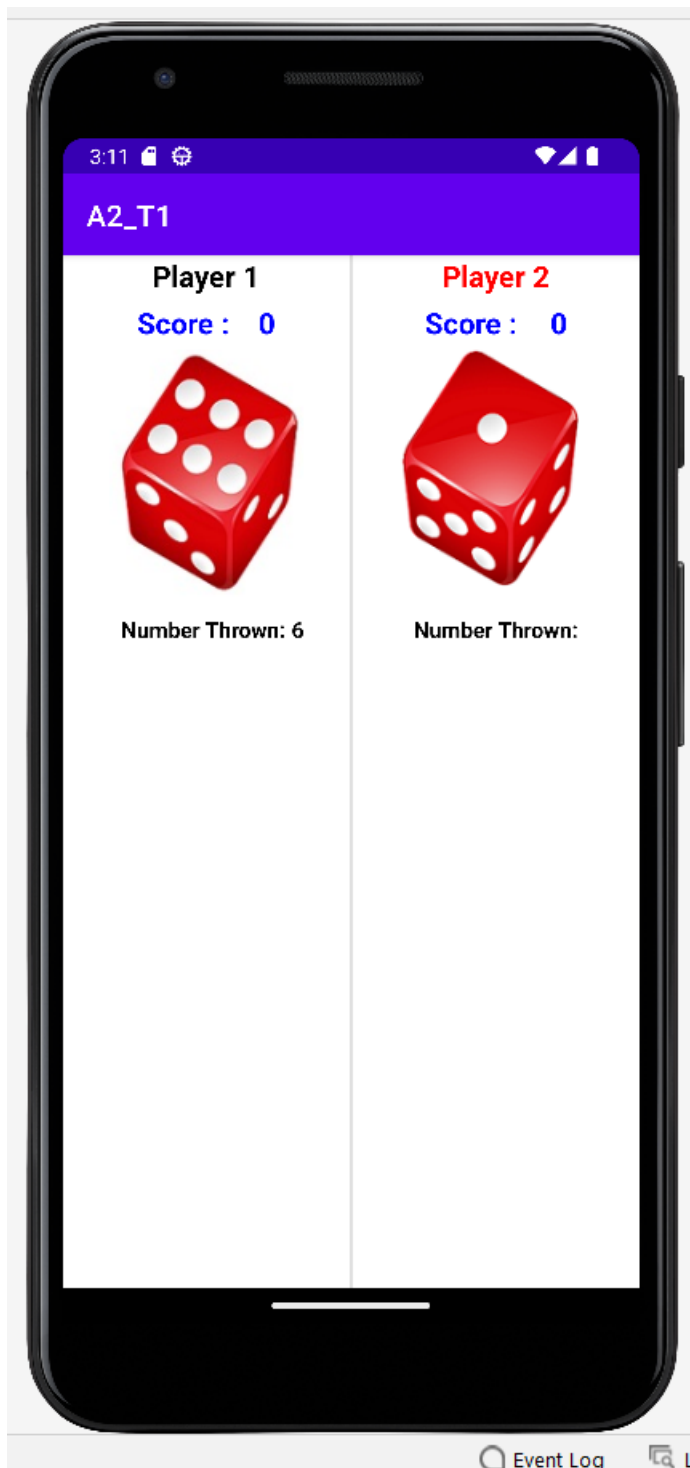 3:11
A2_T1
Player 1
Score : 0
Number Thrown: 6
Player 2
Score : 0
Number Thrown:
Event Log